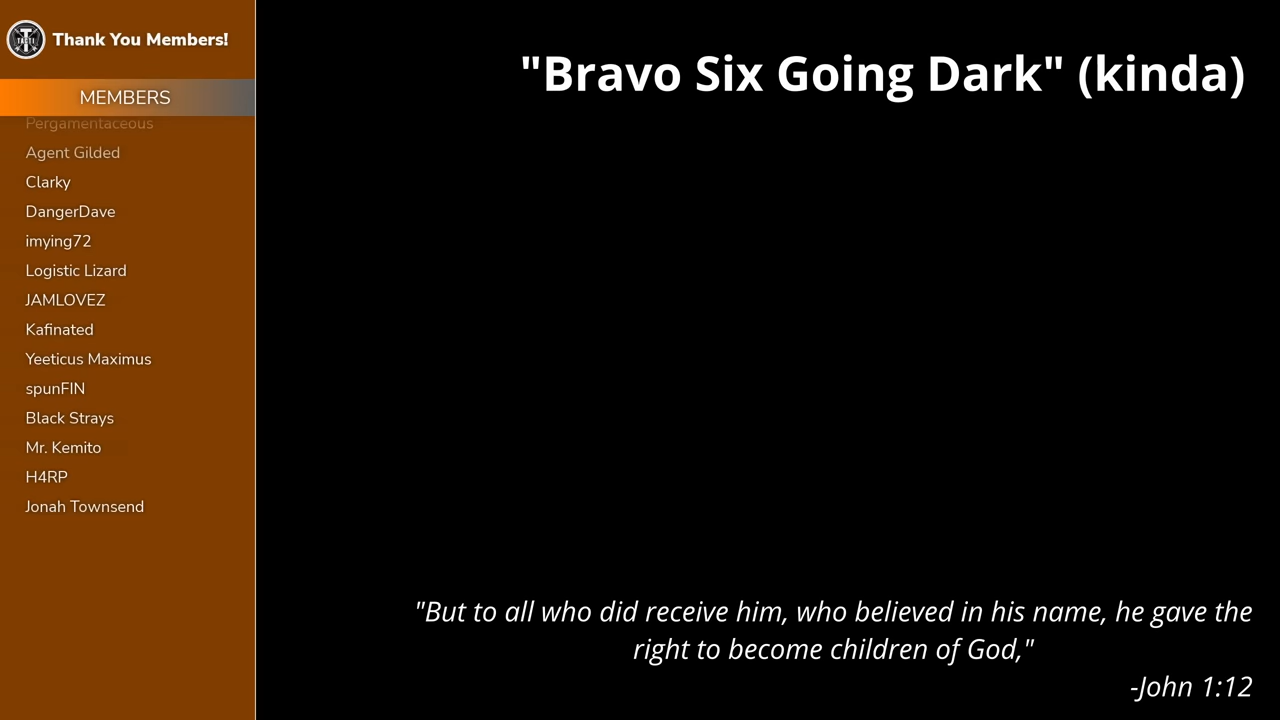 Thank You Members!
MEMBERS
Pergamentaceous
Agent Gilded
Clarky
DangerDave
imying72
Logistic Lizard
JAMLOVEZ
Kafinated
Yeeticus Maximus
spunFIN
Black Strays
Mr. Kemito
H4RP
Jonah Townsend
"Bravo Six Going Dark" (kinda)
"But to all who did receive him, who believed in his name, he gave the
right to become children of God,"
-John 1:12